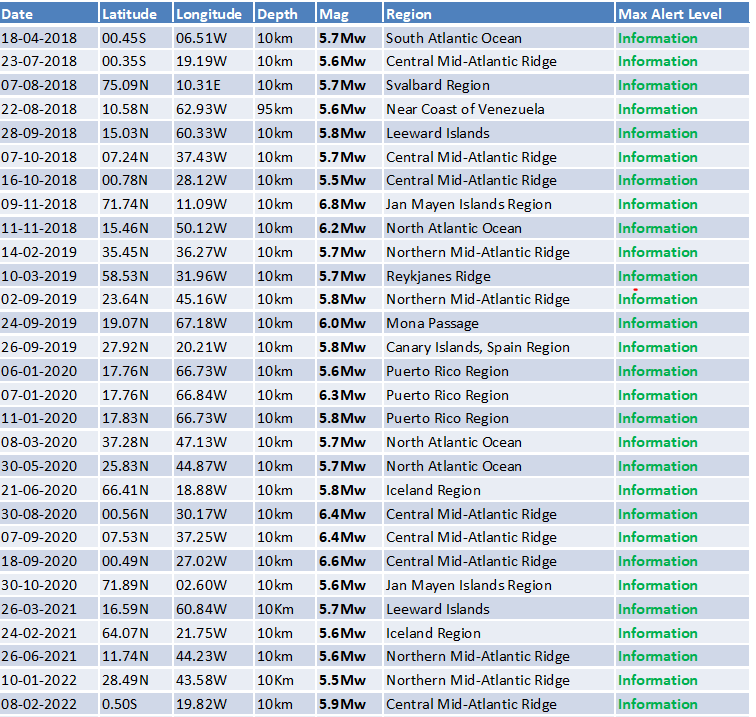 Date Latitude Longitude Depth Mag Region Max Alert Level
18-04-2018 00.45S 06.51W 10km 5.7Mw South Atlantic Ocean Information
23-07-2018 00.35S 19.19W 10km 5.6Mw Central Mid-Atlantic Ridge Information
07-08-2018 75.09N 10.31E 10km 5.7Mw Svalbard Region Information
22-08-2018 10.58N 62.93W 95km 5.6Mw Near Coast of Venezuela Information
28-09-2018 15.03N 60.33W 10km 5.8Mw Leeward Islands Information
07-10-2018 07.24N 37.43W 10km 5.7Mw Central Mid-Atlantic Ridge Information
16-10-2018 00.78N 28.12W 10km 5.5Mw Central Mid-Atlantic Ridge Information
09-11-2018 71.74N 11.09W 10km 6.8Mw Jan Mayen Islands Region Information
11-11-2018 15.46N 50.12W 10km 6.2Mw North Atlantic Ocean Information
14-02-2019 35.45N 36.27W 10km 5.7Mw Northern Mid-Atlantic Ridge Information
10-03-2019 58.53N 31.96W 10km 5.7Mw Reykjanes Ridge Information
02-09-2019 23.64N 45.16W 10km 5.8Mw Northern Mid-Atlantic Ridge Information
24-09-2019 19.07N 67.18W 10km 6.0Mw Mona Passage Information
26-09-2019 27.92N 20.21W 10km 5.8Mw Canary Islands, Spain Region Information
06-01-2020 17.76N 66.73W 10km 5.6Mw Puerto Rico Region Information
07-01-2020 17.76N 66.84W 10km 6.3Mw Puerto Rico Region Information
11-01-2020 17.83N 66.73W 10km 5.8Mw Puerto Rico Region Information
08-03-2020 37.28N 47.13W 10km 5.7Mw North Atlantic Ocean Information
30-05-2020 25.83N 44.87W 10km 5.7Mw North Atlantic Ocean Information
21-06-2020 66.41N 18.88W 10km 5.8Mw Iceland Region Information
30-08-2020 00.56N 30.17W 10km 6.4Mw Central Mid-Atlantic Ridge Information
07-09-2020 07.53N 37.25W 10km 6.4Mw Central Mid-Atlantic Ridge Information
18-09-2020 00.49N 27.02W 10km 6.6Mw Central Mid-Atlantic Ridge Information
30-10-2020 71.89N 02.60W 10km 5.6Mw Jan Mayen Islands Region Information
26-03-2021 16.59N 60.84W 10Km 5.7Mw Leeward Islands Information
24-02-2021 64.07N 21.75W 10km 5.6Mw Iceland Region Information
26-06-2021 11.74N 44.23W 10km 5.6Mw Northern Mid-Atlantic Ridge Information
10-01-2022 28.49N 43.58W 10Km 5.5Mw Northern Mid-Atlantic Ridge Information
08-02-2022 0.50S 19.82W 10km 5.9Mw Central Mid-Atlantic Ridge Information